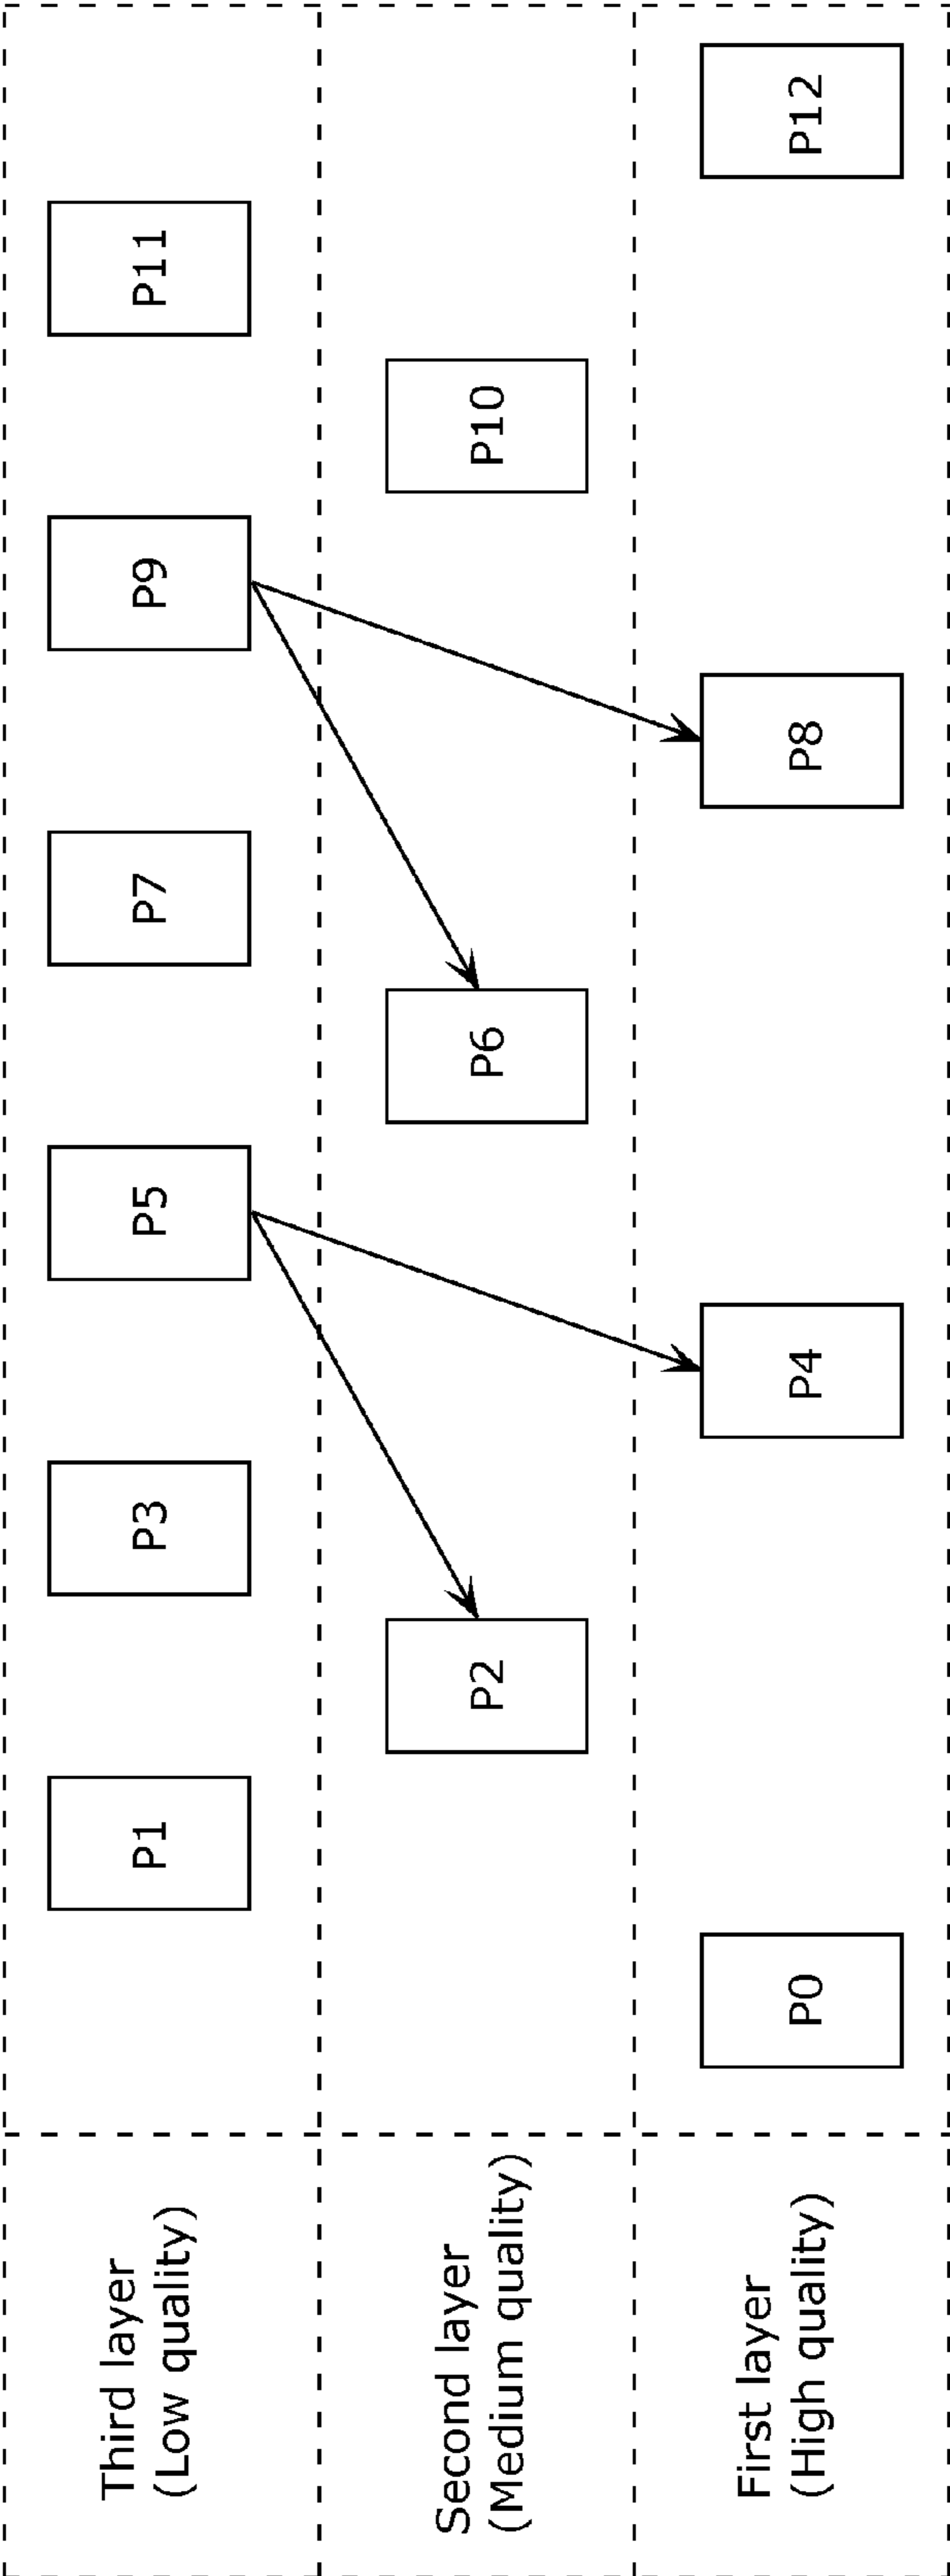 Third layer
(Low quality)
P1
P3
P5
P7
P9
P11
Second layer
(Medium quality)
P2
P6
P10
First layer
(High quality)
P0
P4
P8
P12